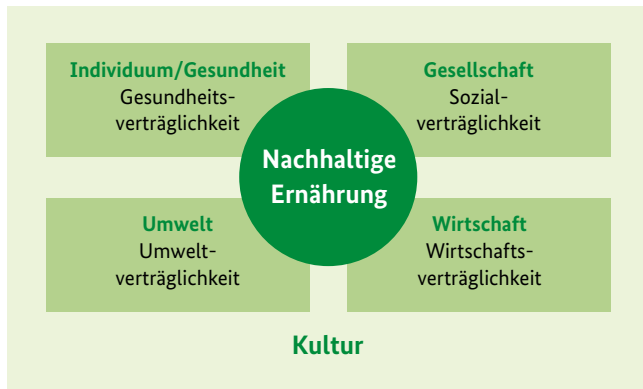 Individuum/Gesundheit
Gesundheits-
verträglichkeit
Gesellschaft
Sozial-
verträglichkeit
Nachhaltige
Ernährung
Umwelt
Umwelt-
verträglichkeit
Wirtschaft
Wirtschafts-
verträglichkeit
Kultur